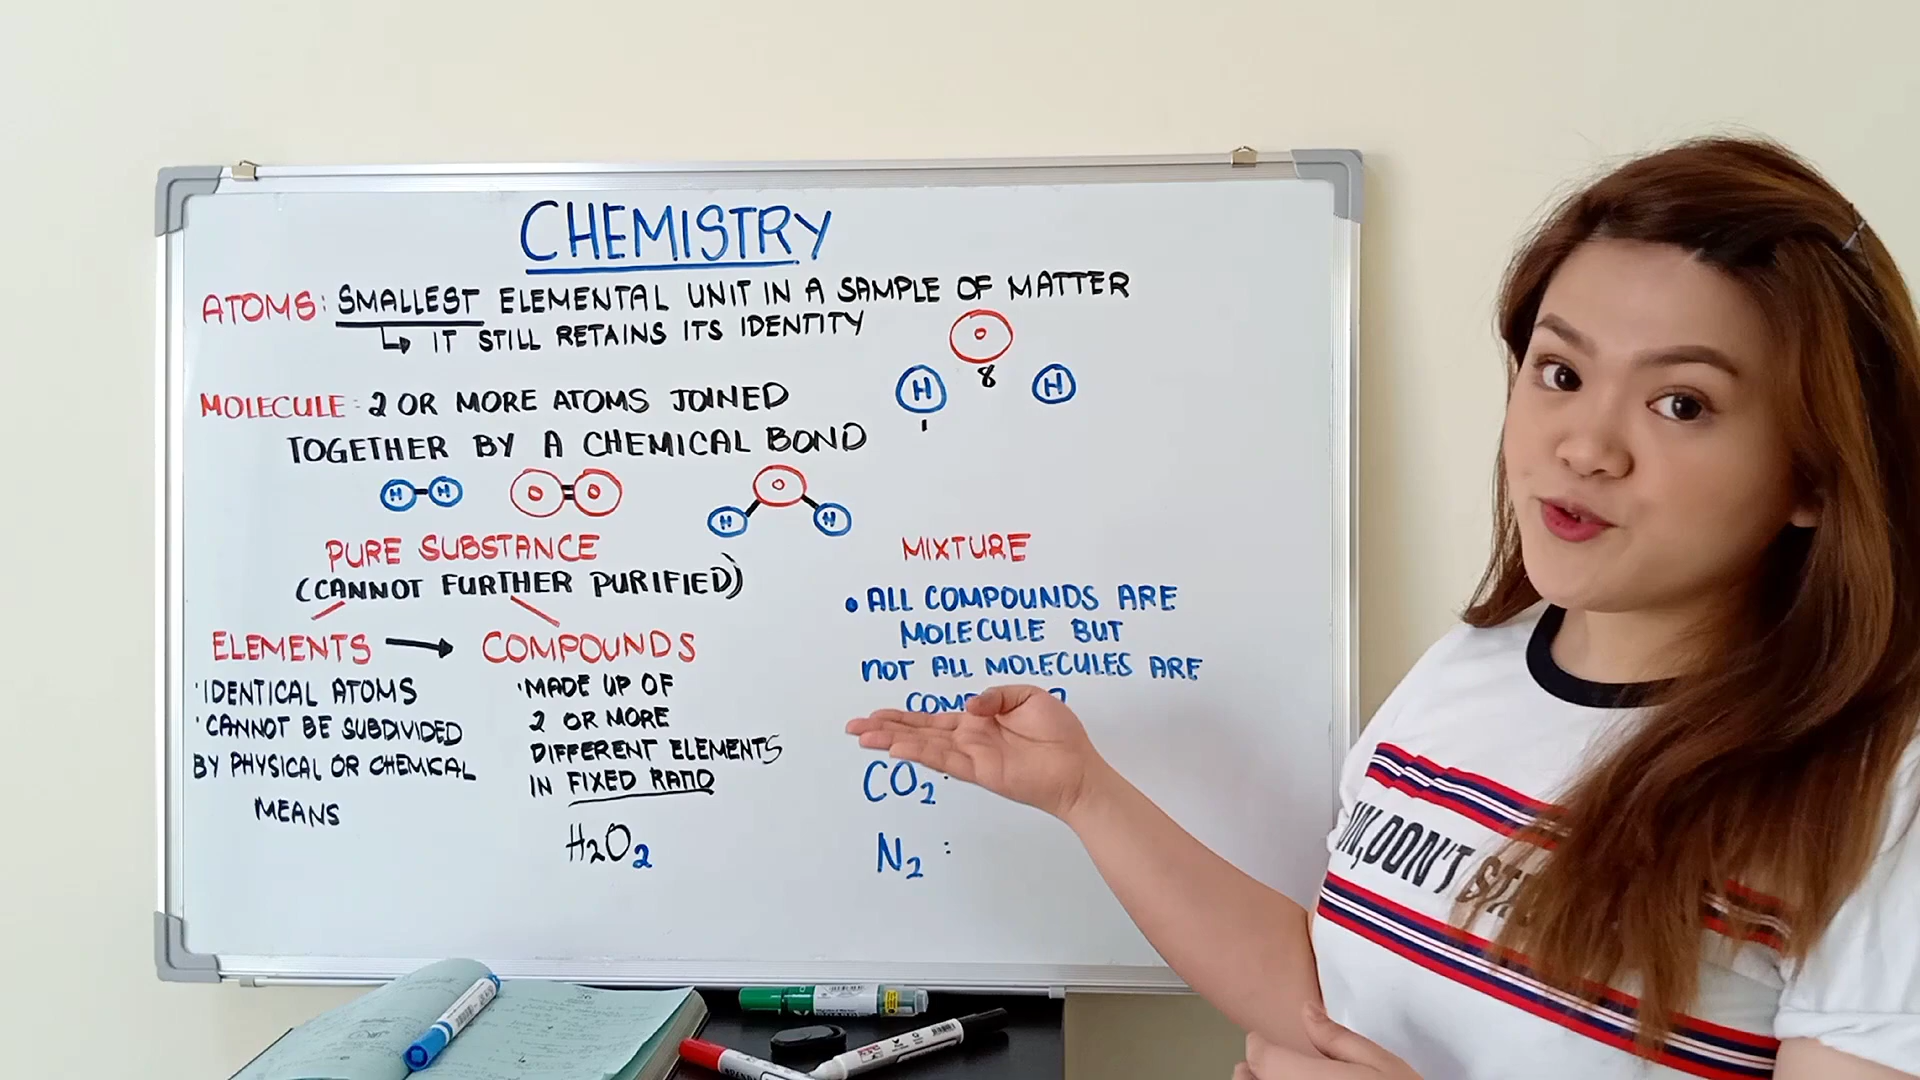 CHEMISTRY
ATOMS: SMALLEST ELEMENTAL UNIT IN A SAMPLE OF MATTER
IT STILL RETAINS ITS IDENTITY
O
8
H H
1
MOLECULE: 2 OR MORE ATOMS JOINED
TOGETHER BY A CHEMICAL BOND
H-H O=O
O
H H
PURE SUBSTANCE
(CANNOT FURTHER PURIFIED)
ELEMENTS → COMPOUNDS
• IDENTICAL ATOMS
• CANNOT BE SUBDIVIDED
BY PHYSICAL OR CHEMICAL
MEANS
• MADE UP OF
2 OR MORE
DIFFERENT ELEMENTS
IN FIXED RATIO
H2O2
MIXTURE
• ALL COMPOUNDS ARE
MOLECULE BUT
NOT ALL MOLECULES ARE
CO2 :
N2 :
DON'T